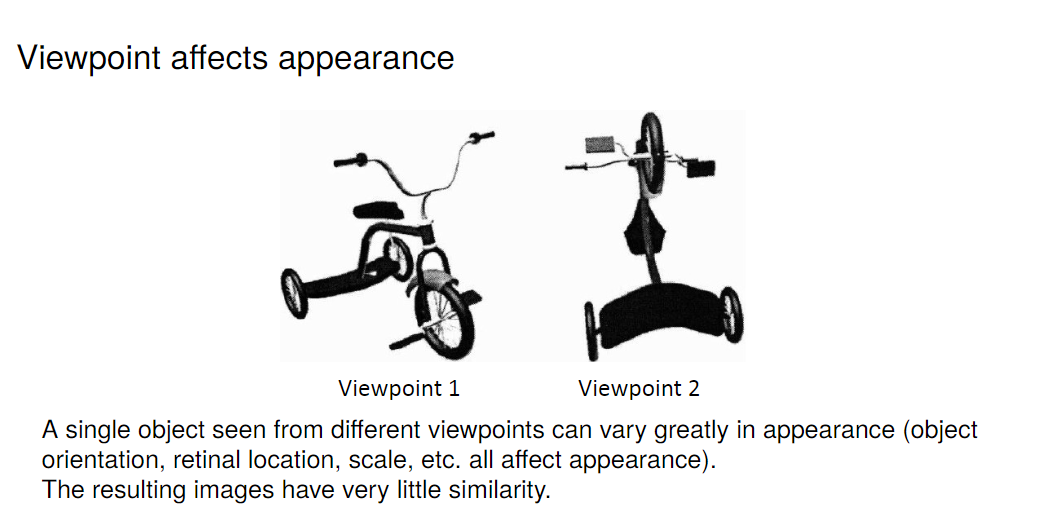 Viewpoint affects appearance
Viewpoint 1
Viewpoint 2
A single object seen from different viewpoints can vary greatly in appearance (object
orientation, retinal location, scale, etc. all affect appearance).
The resulting images have very little similarity.